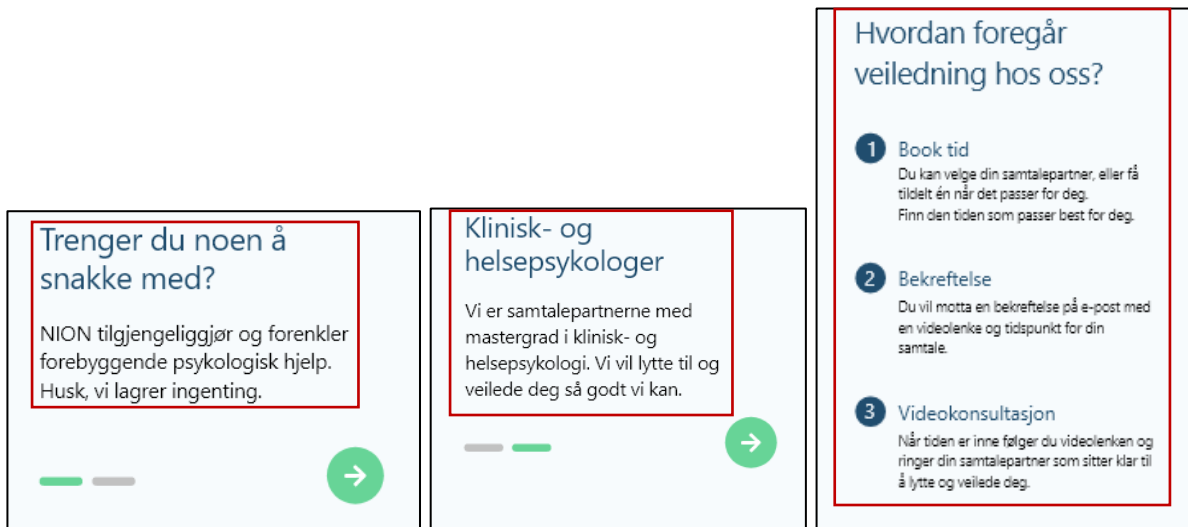 Trenger du noen å
snakke med?
NION tilgjengeliggjør og forenkler
forebyggende psykologisk hjelp.
Husk, vi lagrer ingenting.
Klinisk- og
helsepsykologer
Vi er samtalepartnerne med
mastergrad i klinisk- og
helsepsykologi. Vi vil lytte til og
veilede deg så godt vi kan.
Hvordan foregår
veiledning hos oss?
1 Book tid
Du kan velge din samtalepartner, eller få
tildelt én når det passer for deg.
Finn den tiden som passer best for deg.
2 Bekreftelse
Du vil motta en bekreftelse på e-post med
en videolenke og tidspunkt for din
samtale.
3 Videokonsultasjon
Når tiden er inne følger du videolenken og
ringer din samtalepartner som sitter klar til
å lytte og veilede deg.